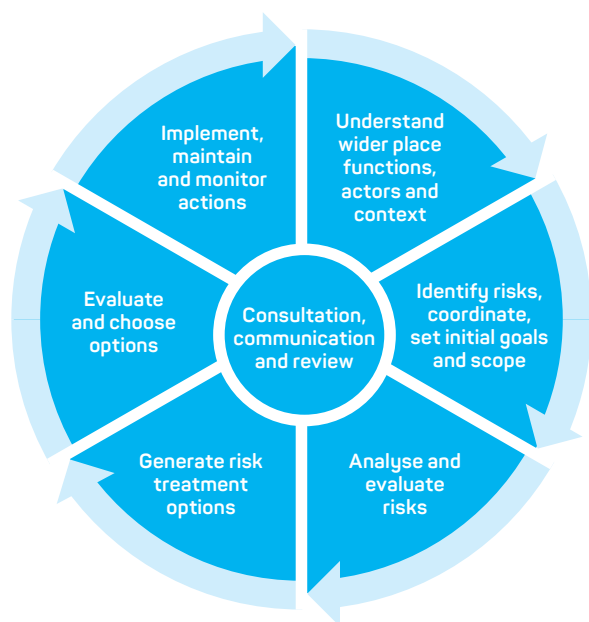 Understand
wider place
functions,
actors and
context
Identify risks,
coordinate,
set initial goals
and scope
Analyse and
evaluate
risks
Generate risk
treatment
options
Evaluate
and choose
options
Implement,
maintain
and monitor
actions
Consultation,
communication
and review